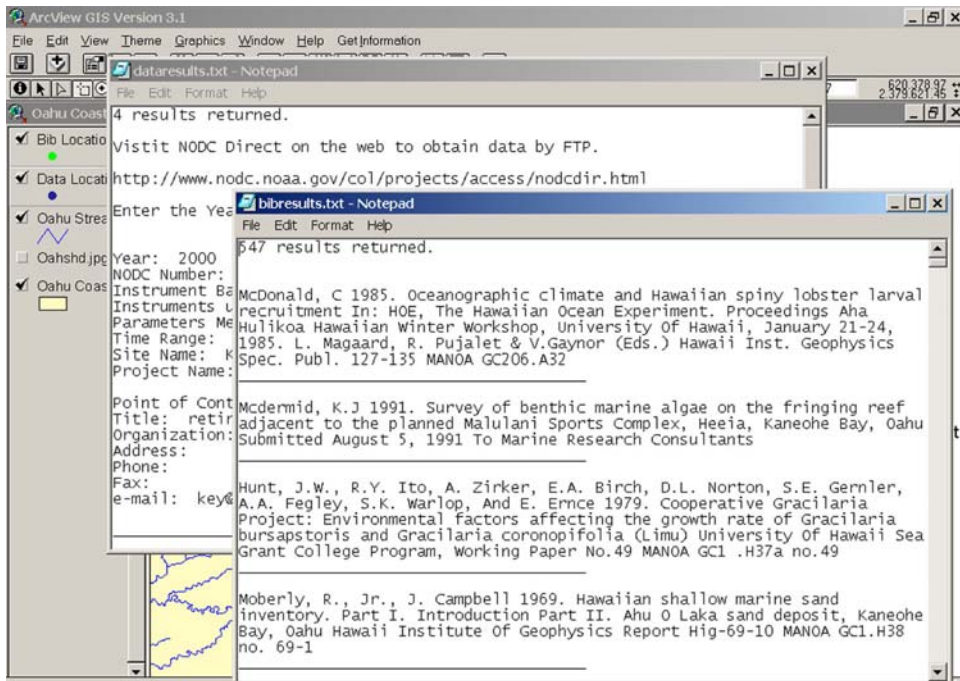 ArcView GIS Version 3.1
File Edit View Theme Graphics Window Help Get Information
620,378.97
2,379,621.45
Oahu Coast
Bib Locatio
Data Locati
Oahu Strea
Oahshd.jpg
Oahu Coas
dataresults.txt - Notepad
File Edit Format Help
4 results returned.
Vistit NODC Direct on the web to obtain data by FTP.
http://www.nodc.noaa.gov/col/projects/access/nodcdir.html
Enter the Yea
Year: 2000
NODC Number:
Instrument Ba
Instruments u
Parameters Me
Time Range:
Site Name: K
Project Name:
Point of Cont
Title: retir
Organization:
Address:
Phone:
Fax:
e-mail: key@
bibresults.txt - Notepad
File Edit Format Help
547 results returned.
McDonald, C 1985. Oceanographic climate and Hawaiian spiny lobster larval
recruitment In: HOE, The Hawaiian Ocean Experiment. Proceedings Aha
Hulikoa Hawaiian Winter Workshop, University Of Hawaii, January 21-24,
1985. L. Magaard, R. Pujalet & V.Gaynor (Eds.) Hawaii Inst. Geophysics
Spec. Publ. 127-135 MANOA GC206.A32
Mcdermid, K.J 1991. Survey of benthic marine algae on the fringing reef
adjacent to the planned Malulani Sports Complex, Heeia, Kaneohe Bay, Oahu
Submitted August 5, 1991 To Marine Research Consultants
Hunt, J.W., R.Y. Ito, A. Zirker, E.A. Birch, D.L. Norton, S.E. Gernler,
A.A. Fegley, S.K. Warlop, And E. Ernce 1979. Cooperative Gracilaria
Project: Environmental factors affecting the growth rate of Gracilaria
bursapstoris and Gracilaria coronopifolia (Limu) University Of Hawaii Sea
Grant College Program, Working Paper No.49 MANOA GC1 .H37a no.49
Moberly, R., Jr., J. Campbell 1969. Hawaiian shallow marine sand
inventory. Part I. Introduction Part II. Ahu O Laka sand deposit, Kaneohe
Bay, Oahu Hawaii Institute Of Geophysics Report Hig-69-10 MANOA GC1.H38
no. 69-1